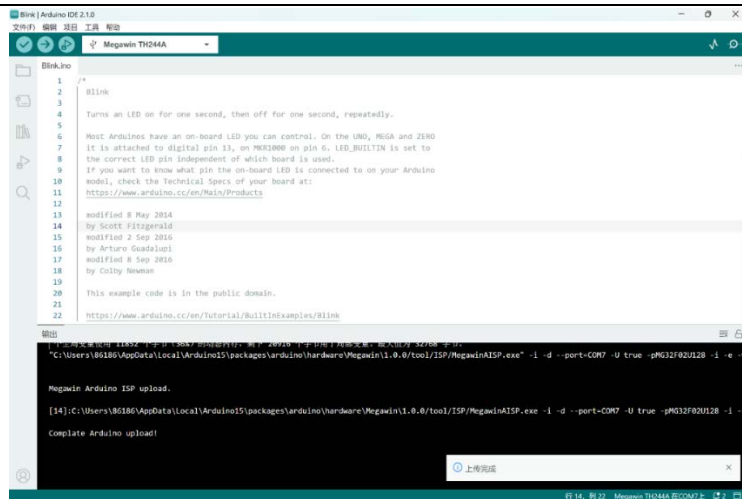 Blink | Arduino IDE 2.1.0
文件(F) 编辑 项目 工具 帮助
Megawin TH244A
Blink.ino
1 /*
2 Blink
3
4 Turns an LED on for one second, then off for one second, repeatedly.
5
6 Most Arduinos have an on-board LED you can control. On the UNO, MEGA and ZERO
7 it is attached to digital pin 13, on MKR1000 on pin 6. LED_BUILTIN is set to
8 the correct LED pin independent of which board is used.
9 If you want to know what pin the on-board LED is connected to on your Arduino
10 model, check the Technical Specs of your board at:
11 https://www.arduino.cc/en/Main/Products
12
13 modified 8 May 2014
14 by Scott Fitzgerald
15 modified 2 Sep 2016
16 by Arturo Guadalupi
17 modified 8 Sep 2016
18 by Colby Newman
19
20 This example code is in the public domain.
21
22 https://www.arduino.cc/en/Tutorial/BuiltInExamples/Blink
输出
"C:\Users\86186\AppData\Local\Arduino15\packages\arduino\hardware\Megawin\1.0.0/tool/ISP/MegawinAISP.exe" -i -d --port=COM7 -U true -pMG32F02U128 -i -e -
Megawin Arduino ISP upload.
[14]:C:\Users\86186\AppData\Local\Arduino15\packages\arduino\hardware\Megawin\1.0.0/tool/ISP/MegawinAISP.exe -i -d --port=COM7 -U true -pMG32F02U128 -i -
Complate Arduino upload!
上传完成
行 14，列 22 Megawin TH244A 在COM7上 2